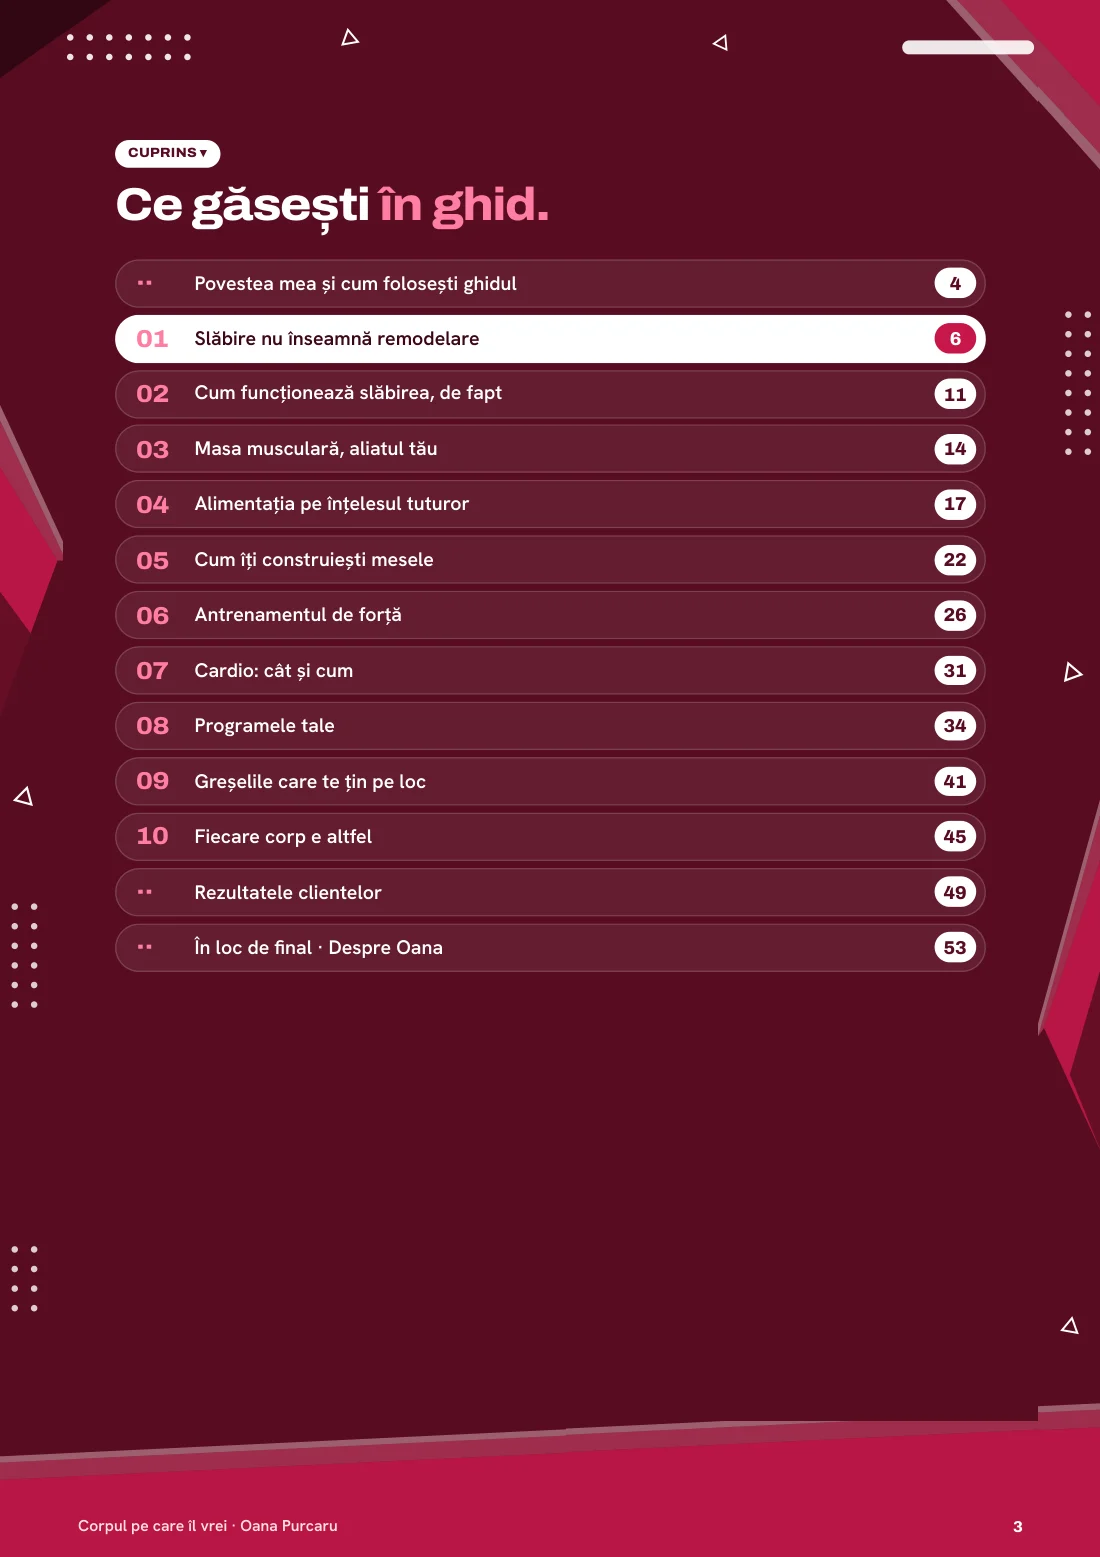 CUPRINS ▾
Ce găsești în ghid.
·· Povestea mea și cum folosești ghidul 4
01 Slăbire nu înseamnă remodelare 6
02 Cum funcționează slăbirea, de fapt 11
03 Masa musculară, aliatul tău 14
04 Alimentația pe înțelesul tuturor 17
05 Cum îți construiești mesele 22
06 Antrenamentul de forță 26
07 Cardio: cât și cum 31
08 Programele tale 34
09 Greșelile care te țin pe loc 41
10 Fiecare corp e altfel 45
·· Rezultatele clientelor 49
·· În loc de final · Despre Oana 53
Corpul pe care îl vrei · Oana Purcaru 3